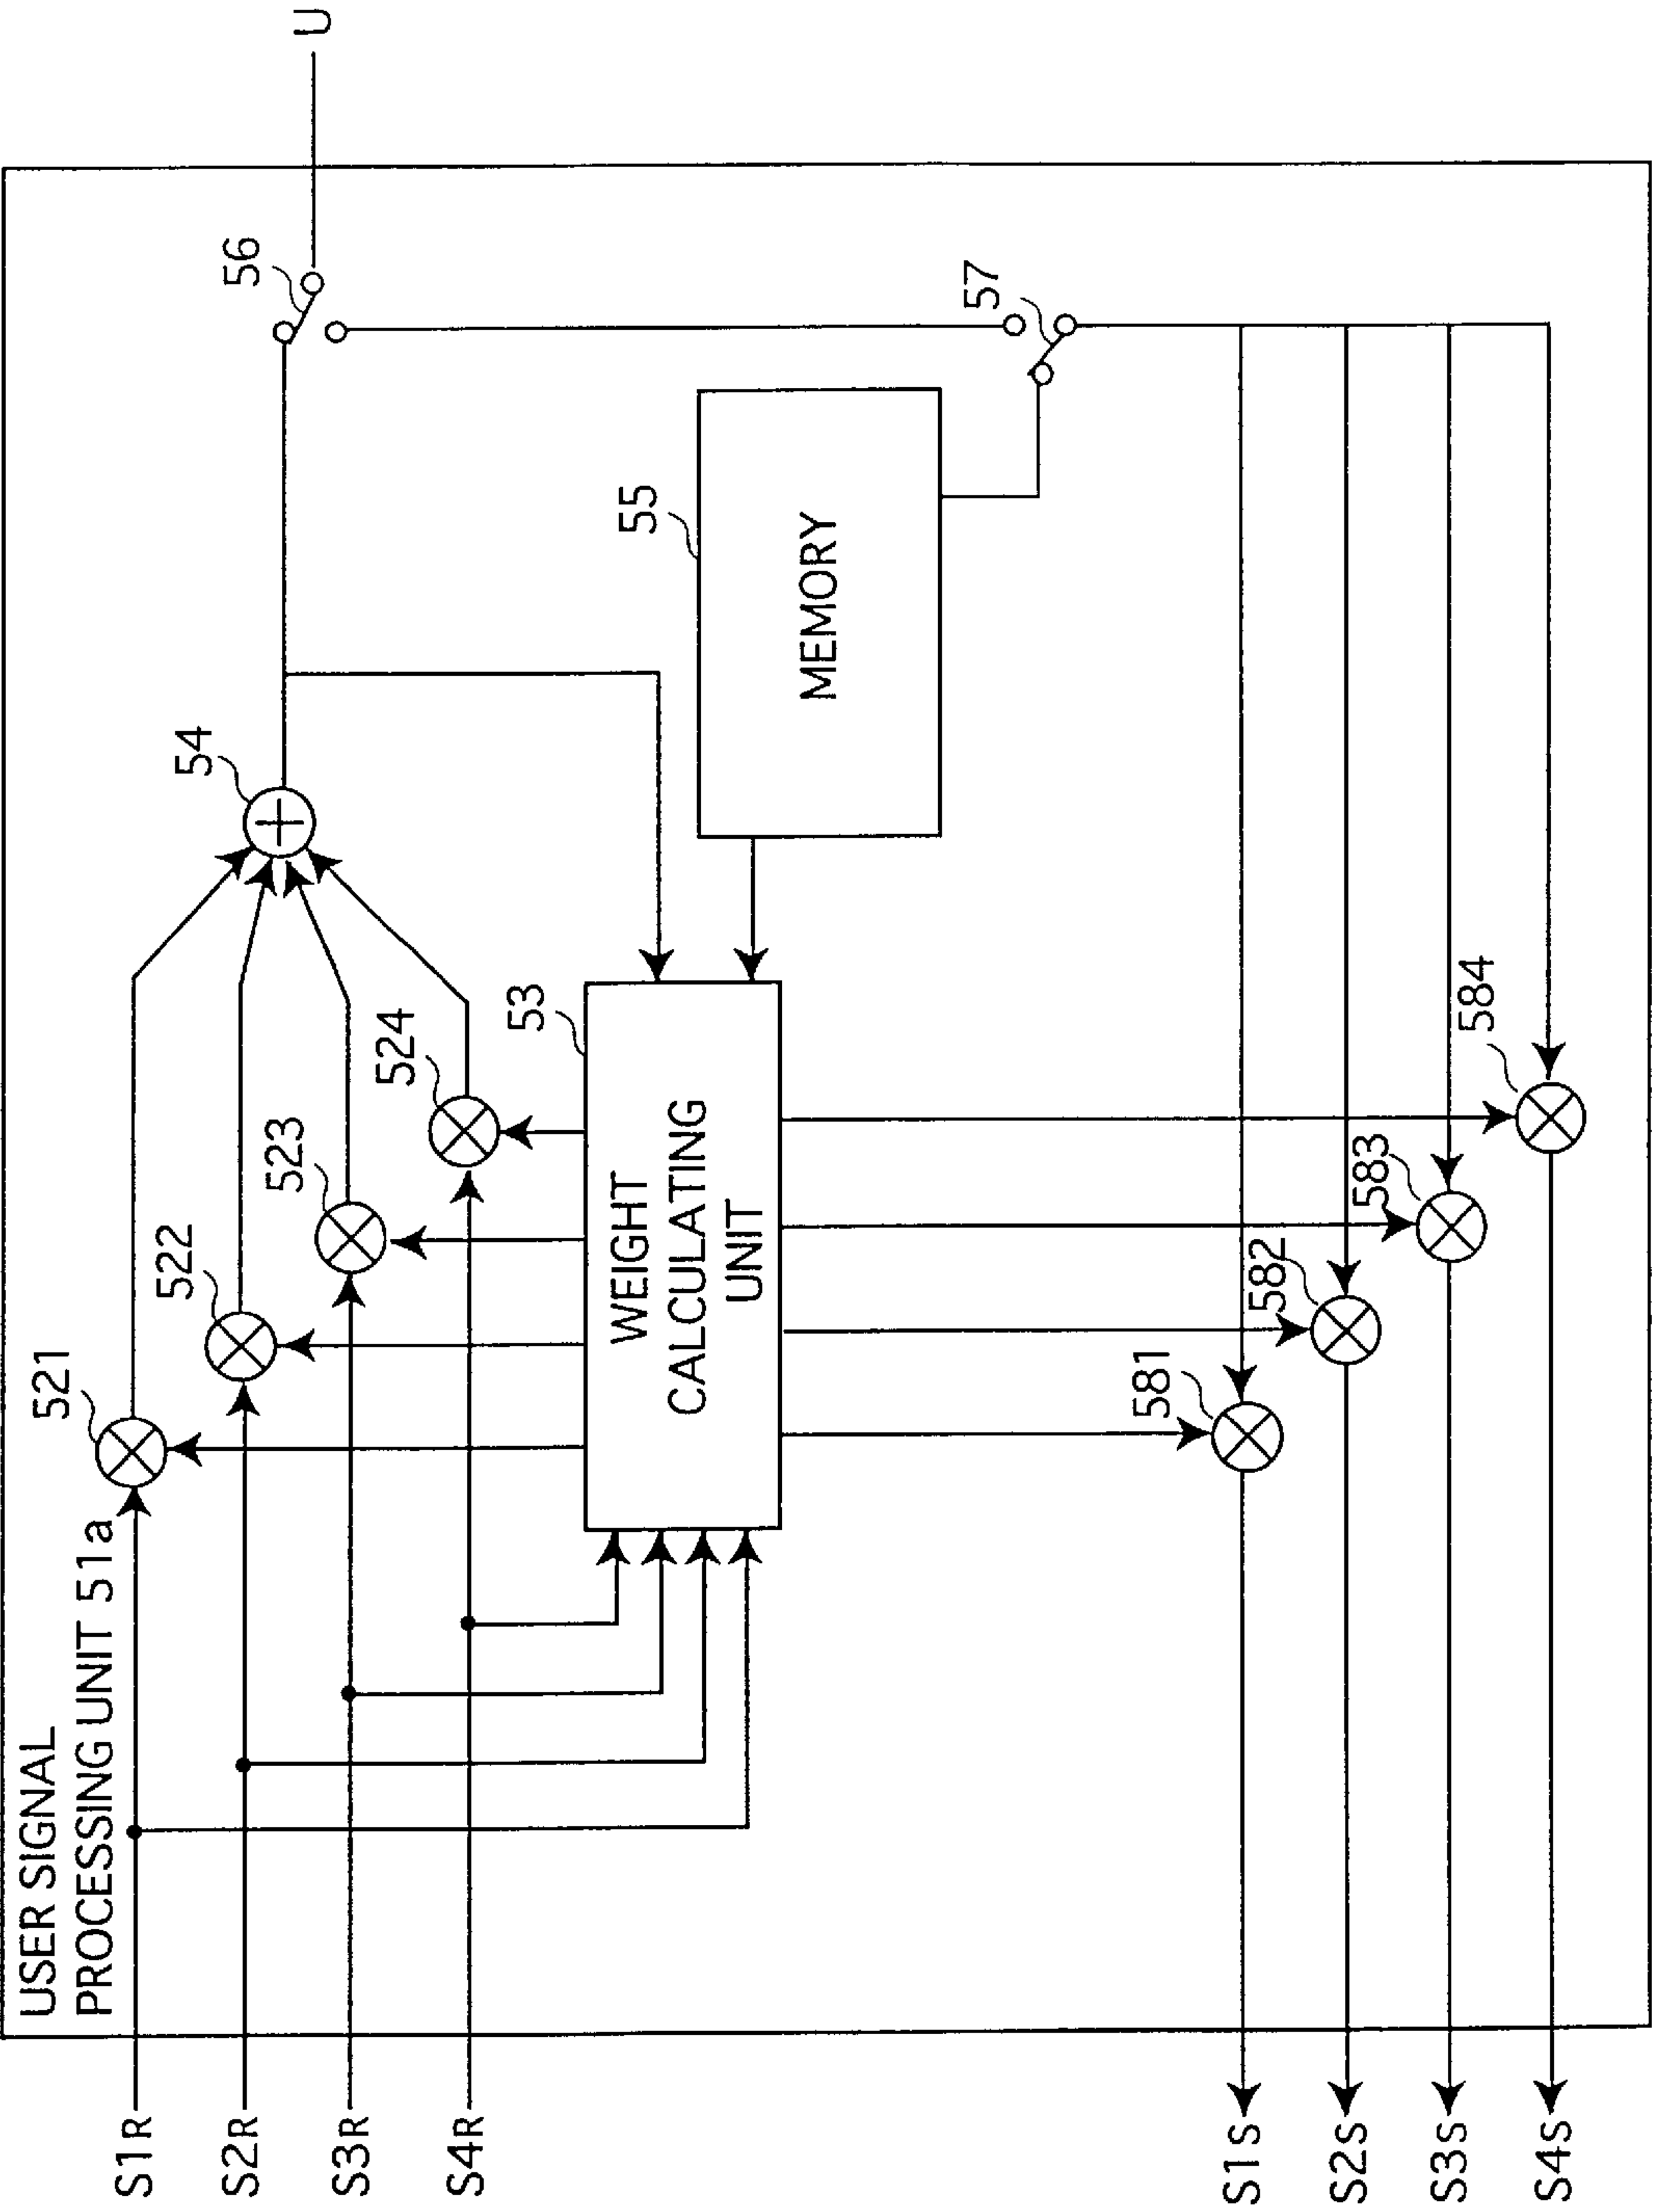 USER SIGNAL
PROCESSING UNIT 51a
S1R
S2R
S3R
S4R
521
522
523
524
54
56
U
53
WEIGHT
CALCULATING
UNIT
55
MEMORY
57
581
582
583
584
S1S
S2S
S3S
S4S